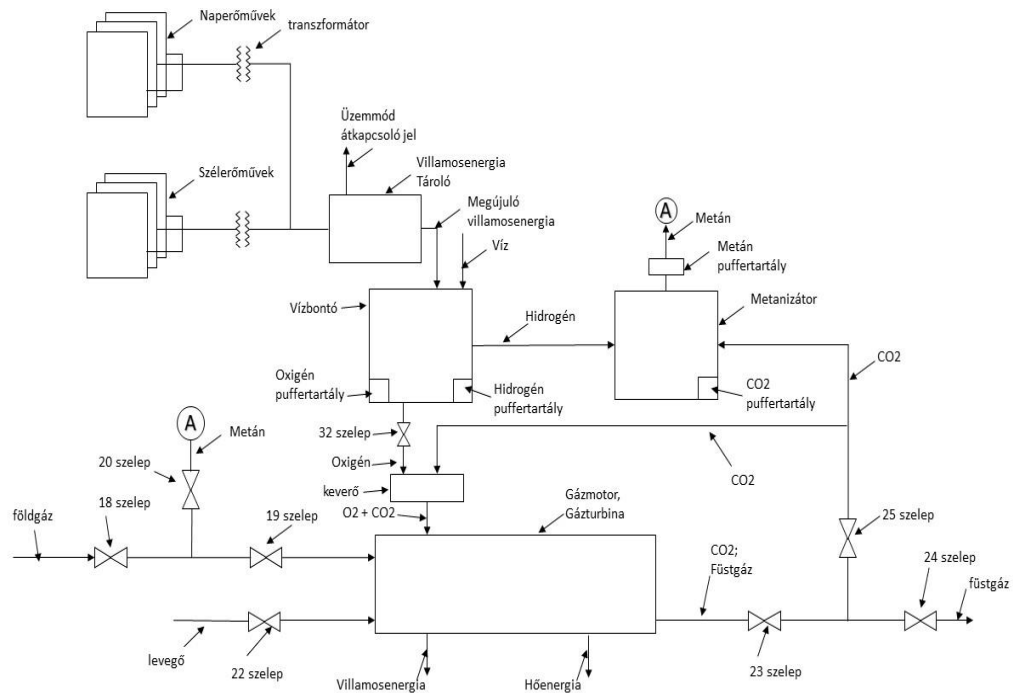 Naperőművek
transzformátor
Üzemmód
átkapcsoló jel
Szélerőművek
Villamosenergia
Tároló
Megújuló
villamosenergia
Víz
A
Metán
Metán
puffertartály
Vízbontó
Metanizátor
Hidrogén
CO2
Oxigén
puffertartály
Hidrogén
puffertartály
CO2
puffertartály
A
Metán
32 szelep
20 szelep
Oxigén
CO2
18 szelep
keverő
19 szelep
O2 + CO2
Gázmotor,
Gázturbina
földgáz
25 szelep
CO2;
Füstgáz
24 szelep
füstgáz
levegő
22 szelep
23 szelep
Villamosenergia
Hőenergia